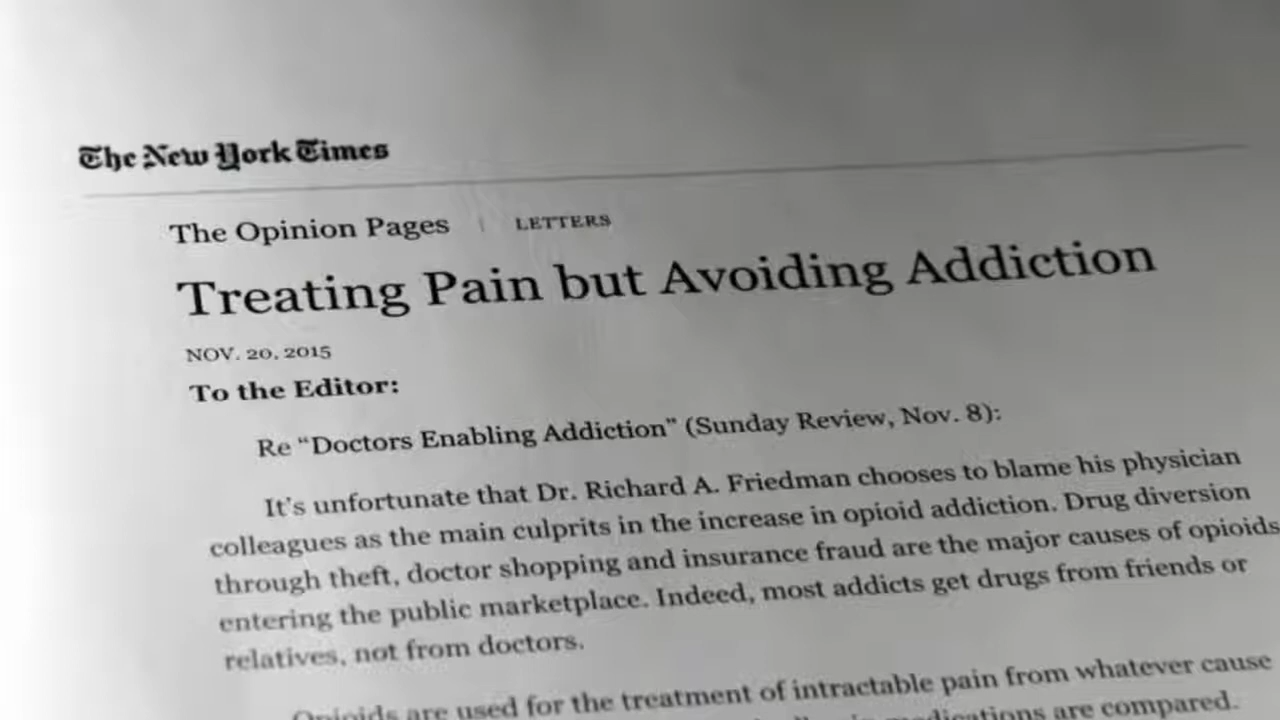 The New York Times
The Opinion Pages | LETTERS
Treating Pain but Avoiding Addiction
NOV. 20, 2015
To the Editor:
Re “Doctors Enabling Addiction” (Sunday Review, Nov. 8):
It’s unfortunate that Dr. Richard A. Friedman chooses to blame his physician
colleagues as the main culprits in the increase in opioid addiction. Drug diversion
through theft, doctor shopping and insurance fraud are the major causes of opioids
entering the public marketplace. Indeed, most addicts get drugs from friends or
relatives, not from doctors.
Opioids are used for the treatment of intractable pain from whatever cause
medications are compared.